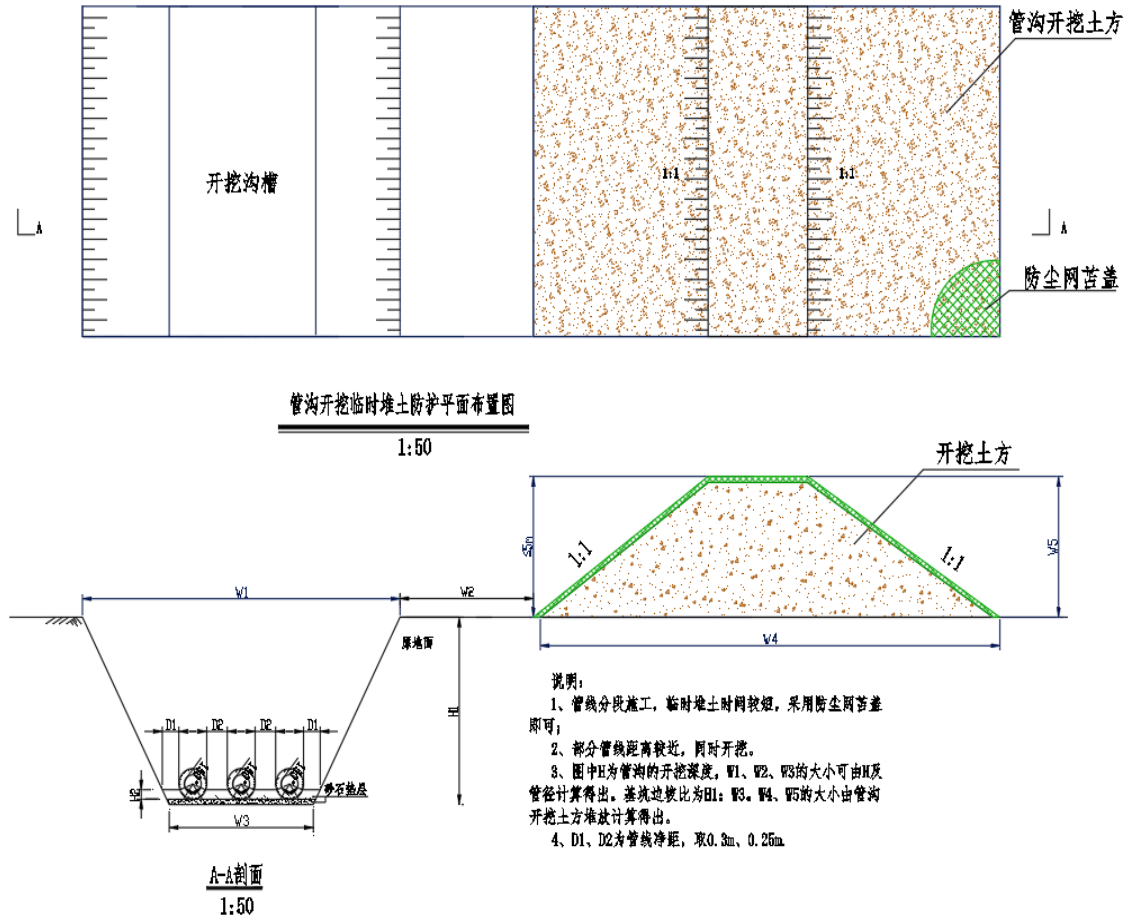 管沟开挖土方
1:1
1:1
开挖沟槽
A
A
防尘网苫盖
管沟开挖临时堆土防护平面布置图
1:50
开挖土方
≤5m
1:1
1:1
W5
W1
W2
原地面
W4
H1
D1
D2
D2
D1
H2
砂石垫层
W3
说明:
1、管线分段施工,临时堆土时间较短,采用防尘网苫盖
即可;
2、部分管线距离较近,同时开挖。
3、图中H为管沟的开挖深度,W1、W2、W3的大小可由H及
管径计算得出。基坑边坡比为H1:W3。W4、W5的大小由管沟
开挖土方堆放计算得出。
4、D1、D2为管线净距,取0.3m、0.25m
A-A剖面
1:50